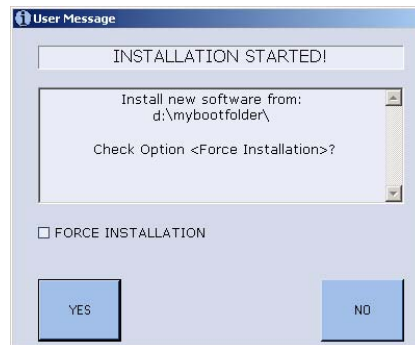 User Message
INSTALLATION STARTED!
Install new software from:
d:\mybootfolder\
Check Option <Force Installation>?
FORCE INSTALLATION
YES
NO